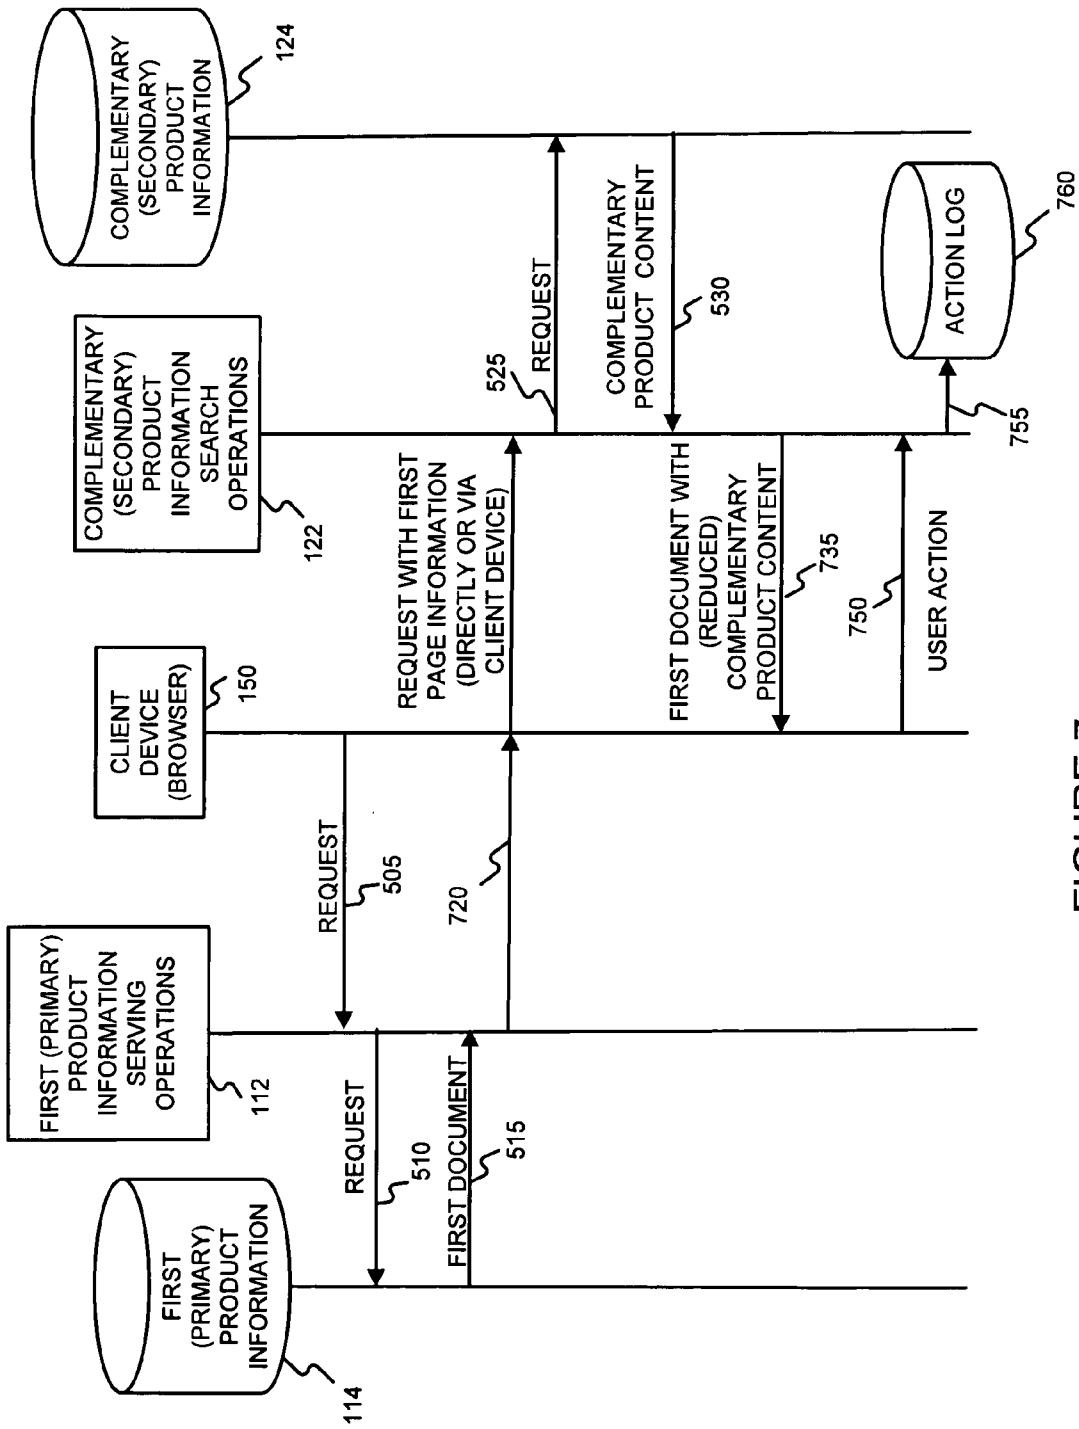 FIRST
(PRIMARY)
PRODUCT
INFORMATION
114
FIRST (PRIMARY)
PRODUCT
INFORMATION
SERVING
OPERATIONS
112
CLIENT
DEVICE
(BROWSER)
150
COMPLEMENTARY
(SECONDARY)
PRODUCT
INFORMATION
SEARCH
OPERATIONS
122
COMPLEMENTARY
(SECONDARY)
PRODUCT
INFORMATION
124
REQUEST
505
REQUEST
510
FIRST DOCUMENT
515
720
REQUEST WITH FIRST
PAGE INFORMATION
(DIRECTLY OR VIA
CLIENT DEVICE)
525
REQUEST
COMPLEMENTARY
PRODUCT CONTENT
530
FIRST DOCUMENT WITH
(REDUCED)
COMPLEMENTARY
PRODUCT CONTENT
735
750
USER ACTION
755
ACTION LOG
760
FIGURE 7